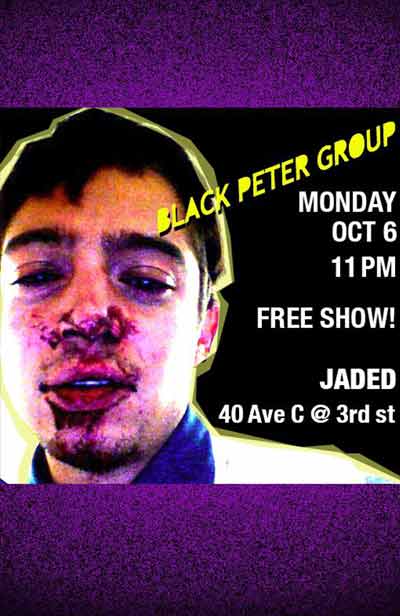 BLACK PETER GROUP
MONDAY
OCT 6
11 PM
FREE SHOW!
JADED
40 Ave C @ 3rd st